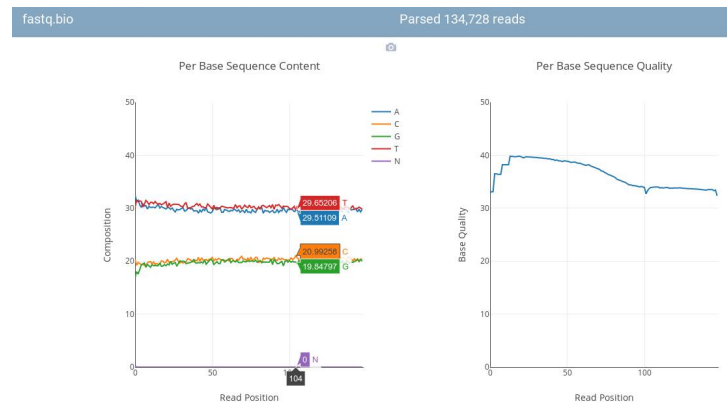 fastq.bio
Parsed 134,728 reads
Per Base Sequence Content
50
40
30
20
10
0
Composition
0
50
Read Position
29.65206 T
29.51109 A
20.99256 C
19.84797 G
0 N
104
A
C
G
T
N
Per Base Sequence Quality
50
40
30
20
10
0
Base Quality
0
50
100
Read Position